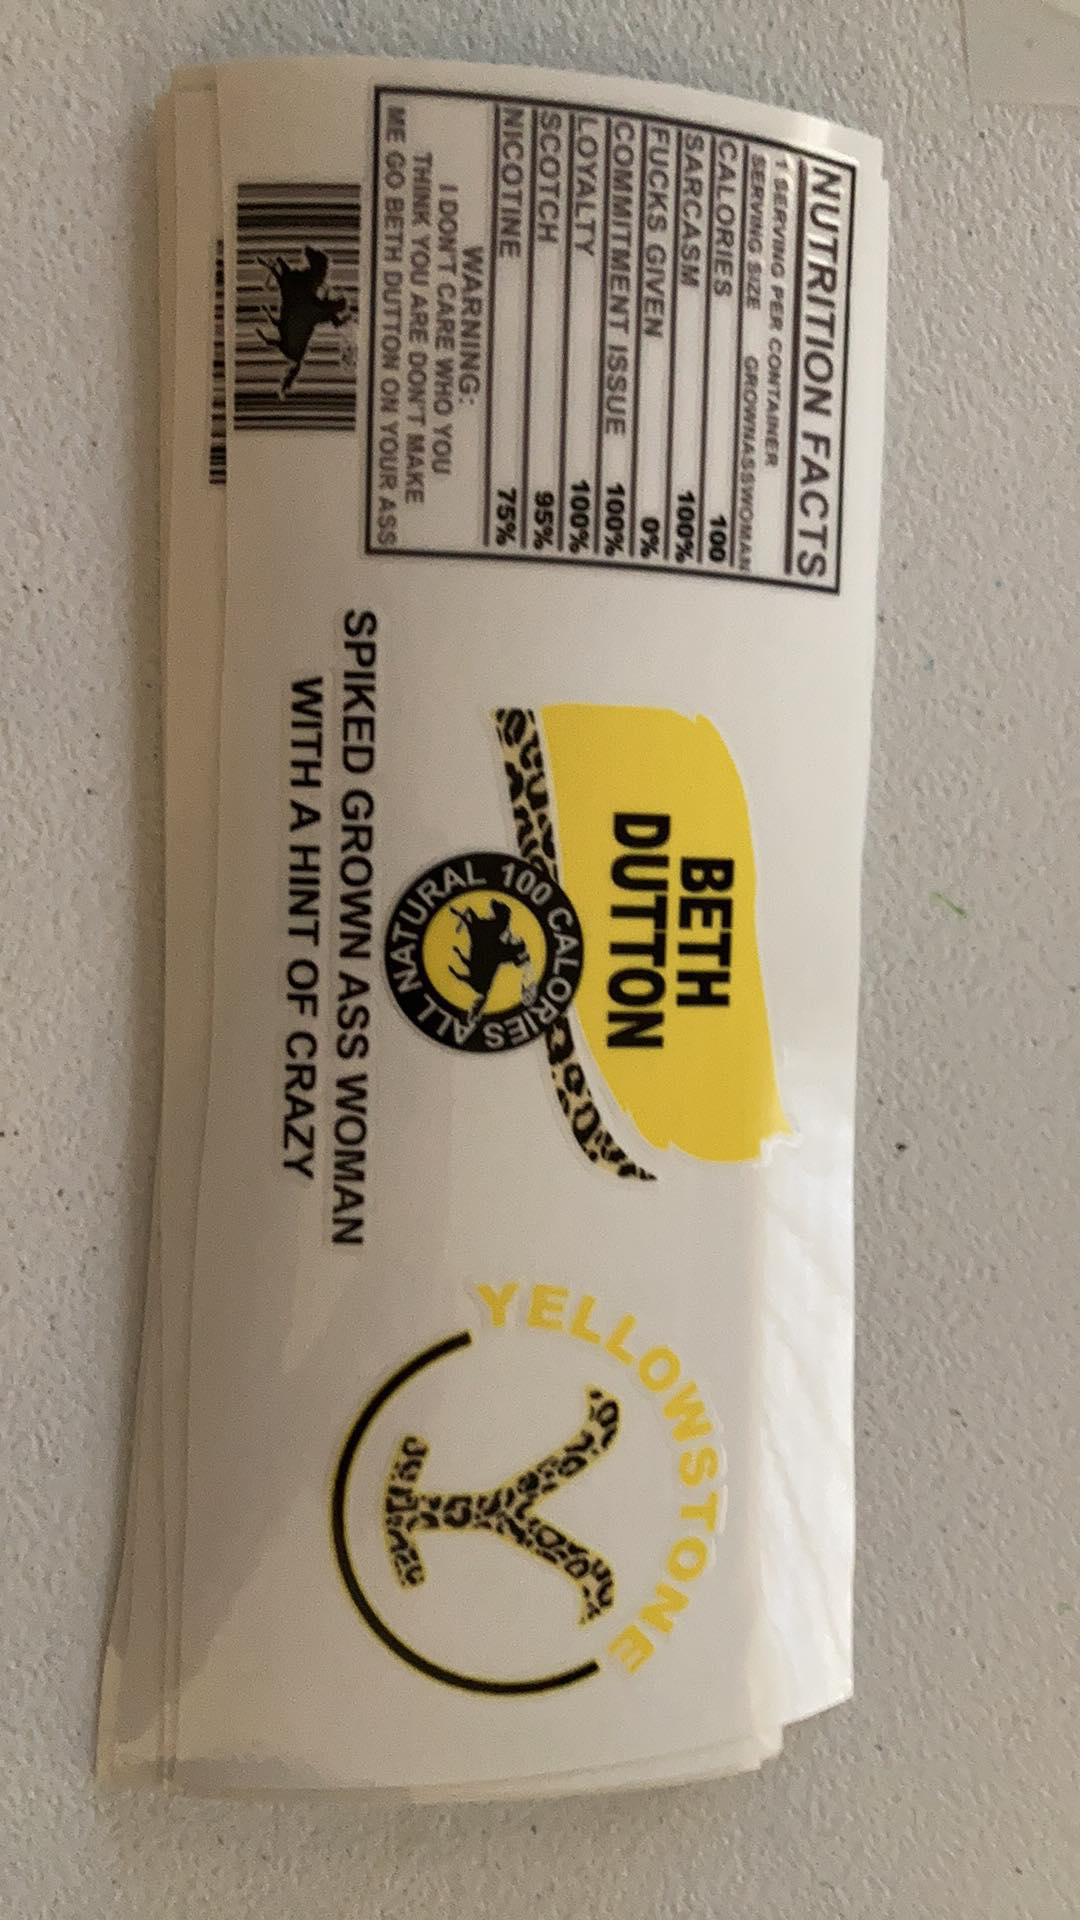 NUTRITION FACTS
1 SERVING PER CONTAINER
SERVING SIZE GROWNASSWOMAN
CALORIES 100
SARCASM 100%
FUCKS GIVEN 0%
COMMITMENT ISSUE 100%
LOYALTY 100%
SCOTCH 95%
NICOTINE 75%
WARNING:
I DON'T CARE WHO YOU
THINK YOU ARE DON'T MAKE
ME GO BETH DUTTON ON YOUR ASS
BETH
DUTTON
100 CALORIES
ALL NATURAL
SPIKED GROWN ASS WOMAN
WITH A HINT OF CRAZY
YELLOWSTONE
Y